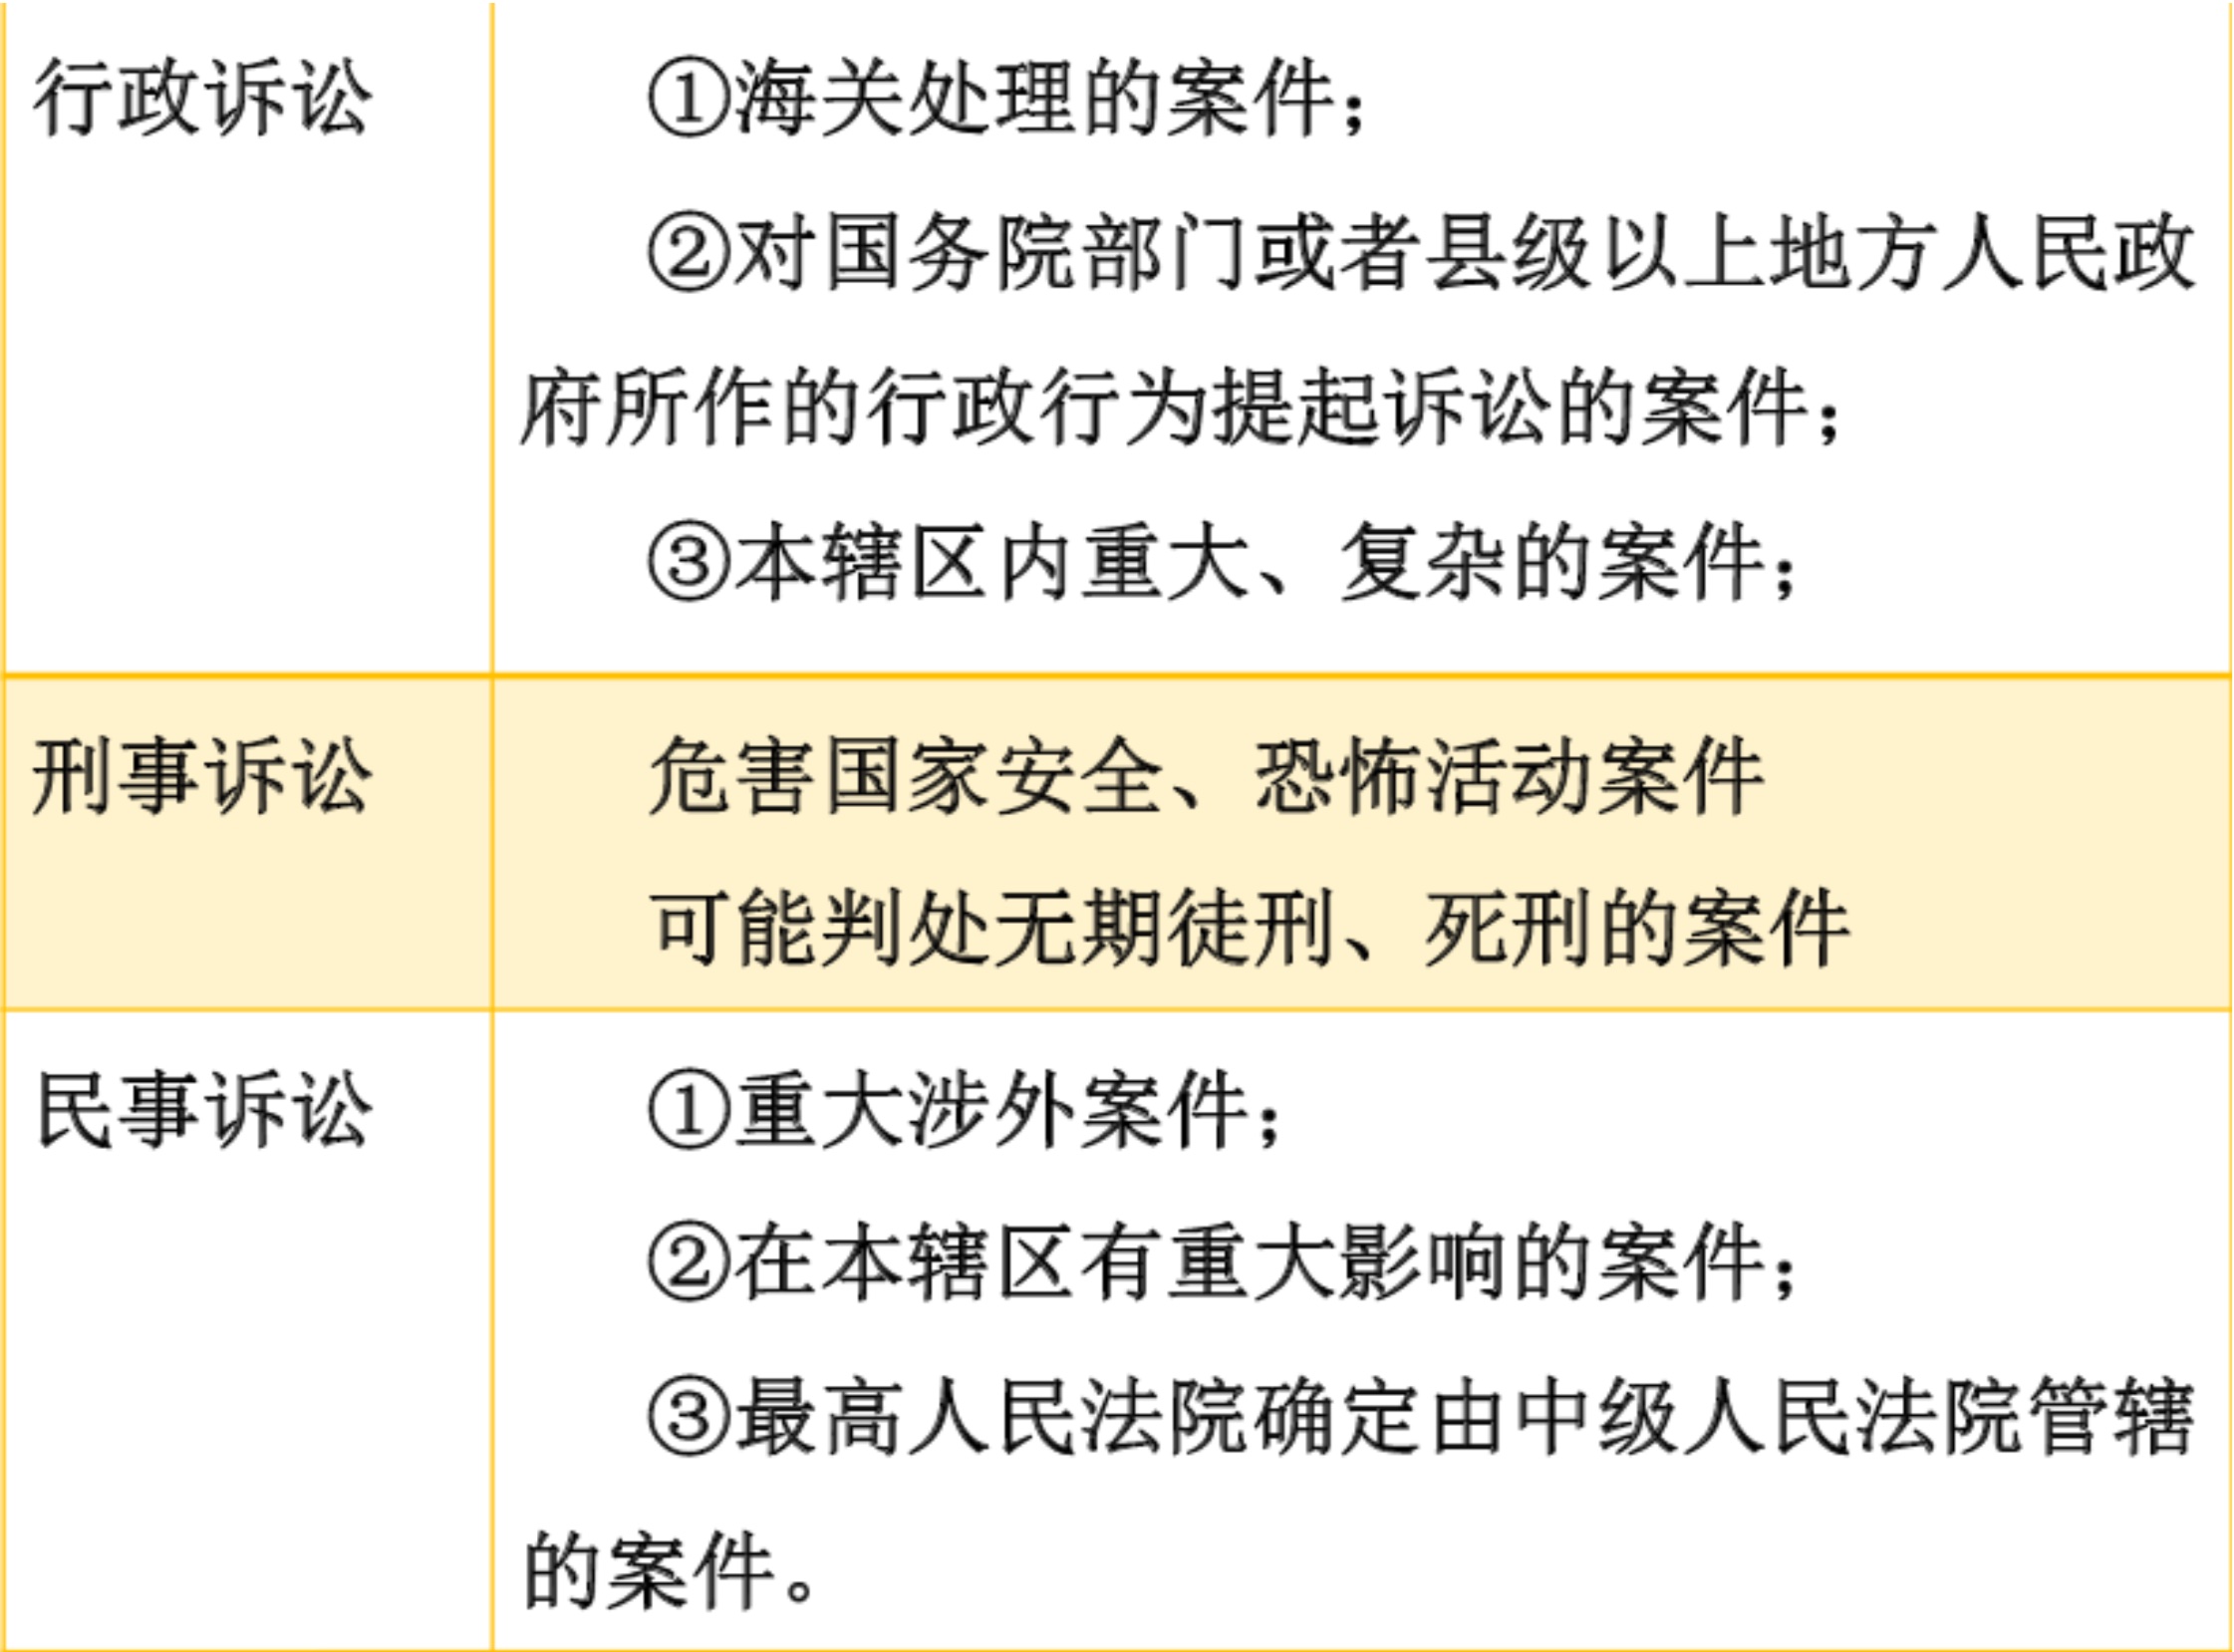 行政诉讼
①海关处理的案件;
②对国务院部门或者县级以上地方人民政
府所作的行政行为提起诉讼的案件;
③本辖区内重大、复杂的案件;
刑事诉讼
危害国家安全、恐怖活动案件
可能判处无期徒刑、死刑的案件
民事诉讼
①重大涉外案件;
②在本辖区有重大影响的案件;
③最高人民法院确定由中级人民法院管辖
的案件。